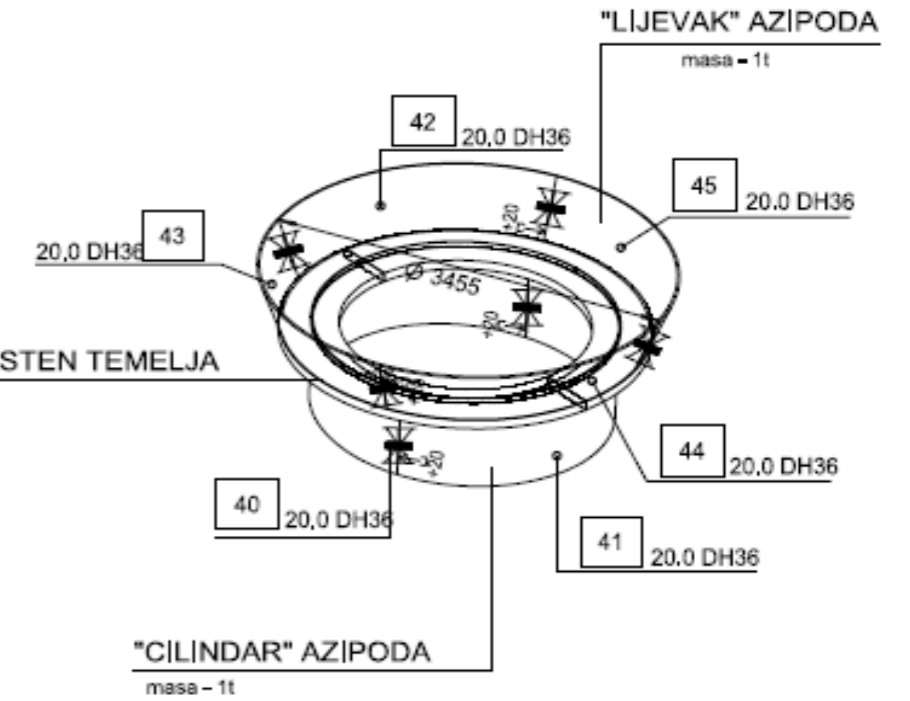 "LIJEVAK" AZIPODA
masa - 1t
42
20,0 DH36
45
20.0 DH36
43
20,0 DH36
+20
Ø 3455
+20
STEN TEMELJA
44
20,0 DH36
+20
40
20,0 DH36
41
20.0 DH36
"CILINDAR" AZIPODA
masa - 1t